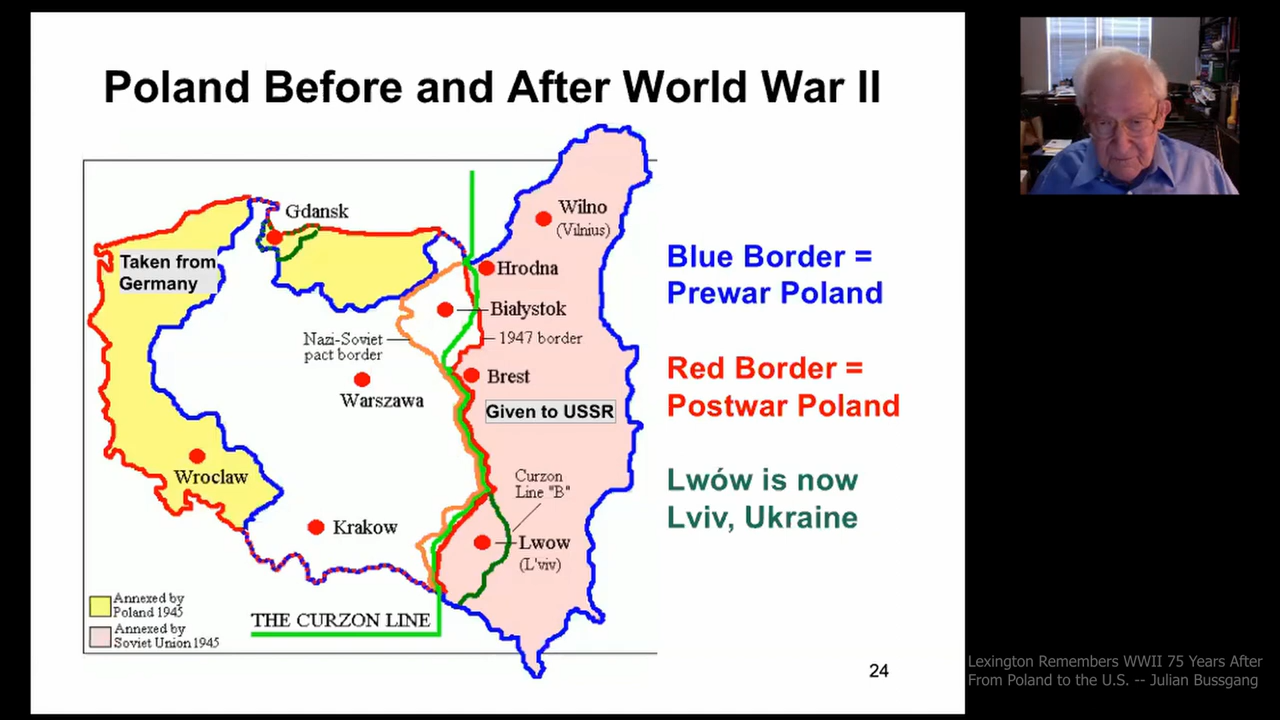 Poland Before and After World War II
Gdansk
Wilno
(Vilnius)
Taken from
Germany
Hrodna
Białystok
Nazi-Soviet
pact border
1947 border
Brest
Warszawa
Given to USSR
Wroclaw
Curzon
Line "B"
Krakow
Lwow
(L'viv)
Annexed by
Poland 1945
THE CURZON LINE
Annexed by
Soviet Union 1945
Blue Border =
Prewar Poland
Red Border =
Postwar Poland
Lwów is now
Lviv, Ukraine
24
Lexington Remembers WWII 75 Years After
From Poland to the U.S. -- Julian Bussgang